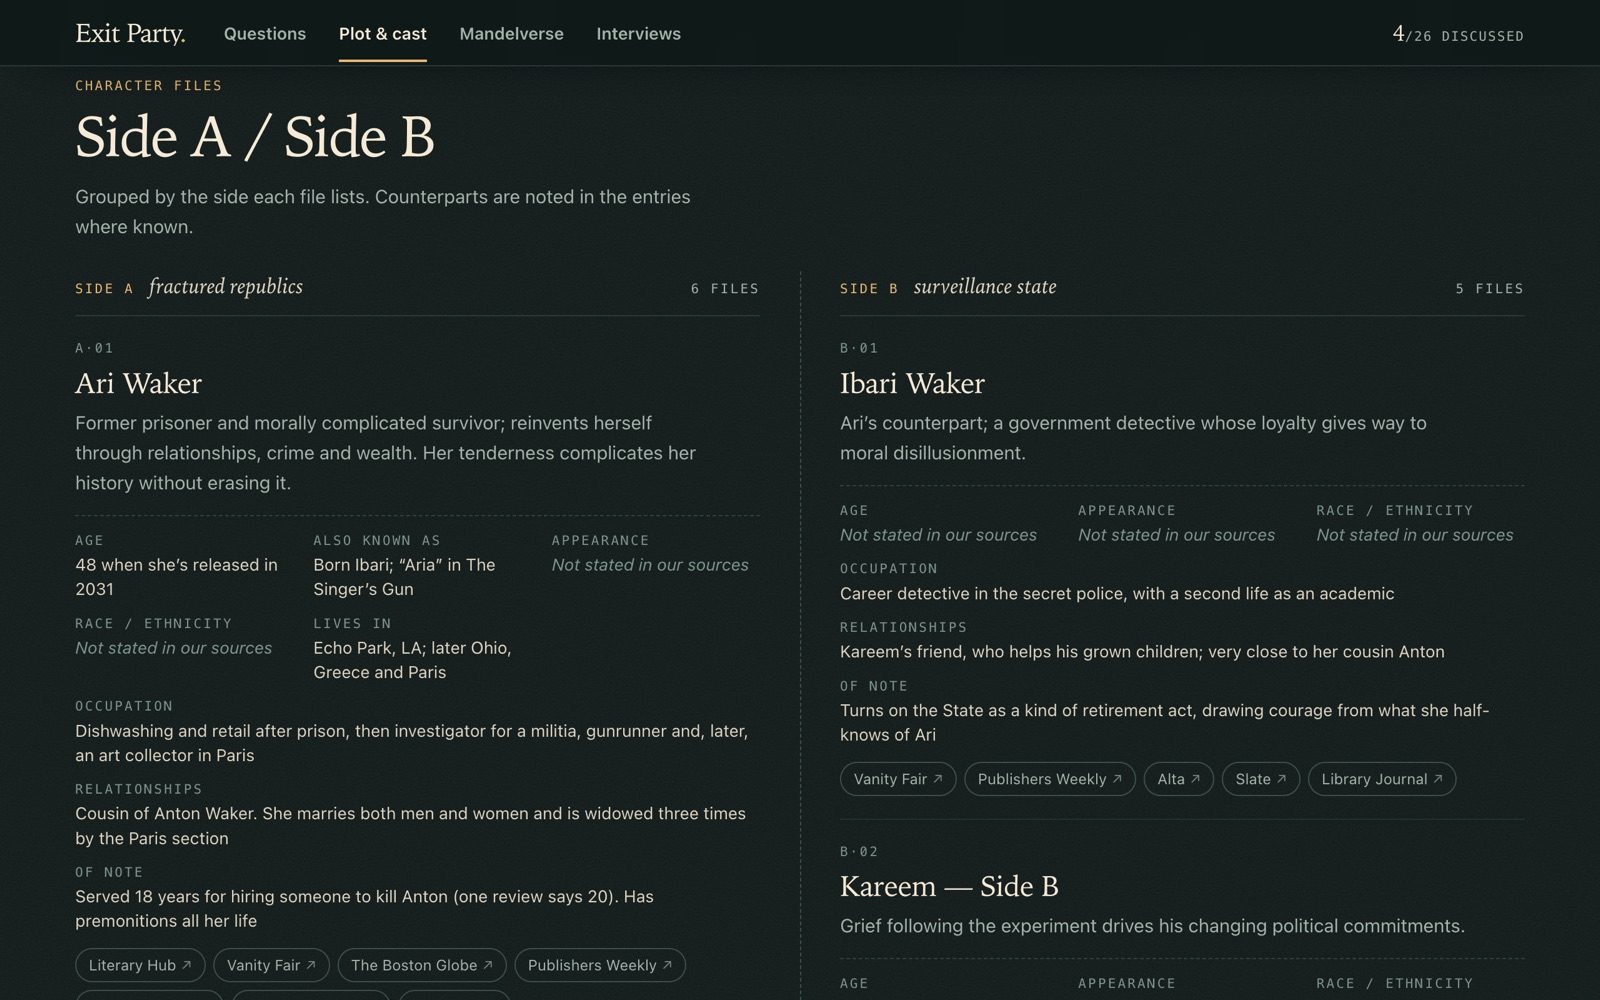 Exit Party.
Questions
Plot & cast
Mandelverse
Interviews
4/26 DISCUSSED
CHARACTER FILES
Side A / Side B
Grouped by the side each file lists. Counterparts are noted in the entries
where known.
SIDE A fractured republics
6 FILES
A·01
Ari Waker
Former prisoner and morally complicated survivor; reinvents herself
through relationships, crime and wealth. Her tenderness complicates her
history without erasing it.
AGE
48 when she’s released in
2031
ALSO KNOWN AS
Born Ibari; “Aria” in The
Singer’s Gun
APPEARANCE
Not stated in our sources
RACE / ETHNICITY
Not stated in our sources
LIVES IN
Echo Park, LA; later Ohio,
Greece and Paris
OCCUPATION
Dishwashing and retail after prison, then investigator for a militia, gunrunner and, later,
an art collector in Paris
RELATIONSHIPS
Cousin of Anton Waker. She marries both men and women and is widowed three times
by the Paris section
OF NOTE
Served 18 years for hiring someone to kill Anton (one review says 20). Has
premonitions all her life
Literary Hub ↗
Vanity Fair ↗
The Boston Globe ↗
Publishers Weekly ↗
SIDE B surveillance state
5 FILES
B·01
Ibari Waker
Ari’s counterpart; a government detective whose loyalty gives way to
moral disillusionment.
AGE
Not stated in our sources
APPEARANCE
Not stated in our sources
RACE / ETHNICITY
Not stated in our sources
OCCUPATION
Career detective in the secret police, with a second life as an academic
RELATIONSHIPS
Kareem’s friend, who helps his grown children; very close to her cousin Anton
OF NOTE
Turns on the State as a kind of retirement act, drawing courage from what she half-
knows of Ari
Vanity Fair ↗
Publishers Weekly ↗
Alta ↗
Slate ↗
Library Journal ↗
B·02
Kareem — Side B
Grief following the experiment drives his changing political commitments.
AGE
APPEARANCE
RACE / ETHNICITY